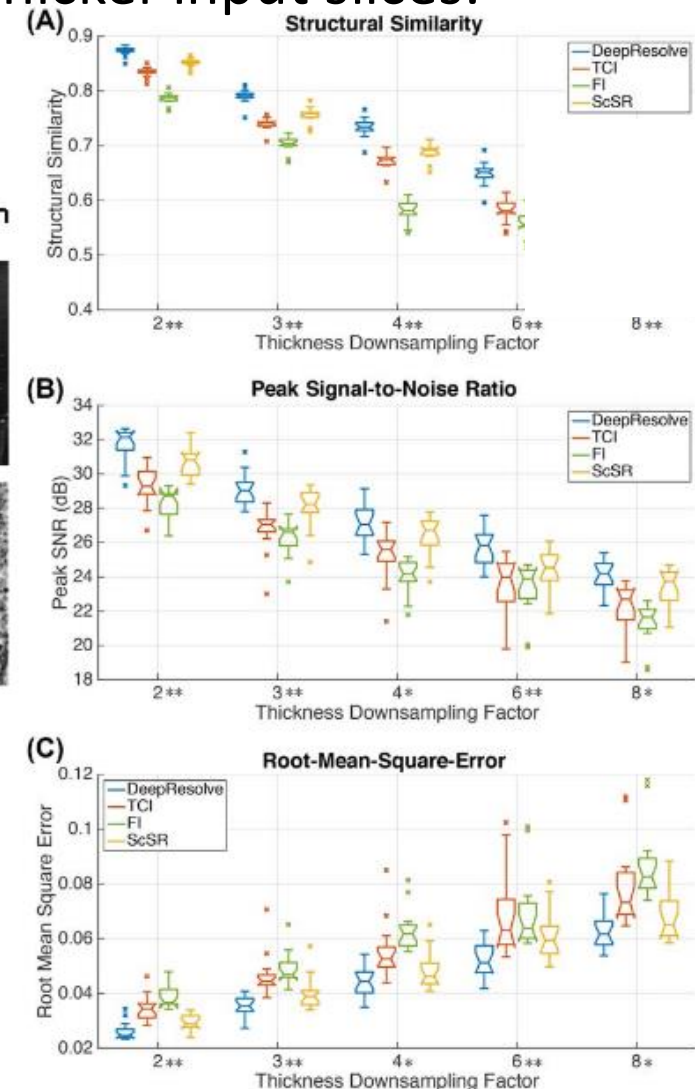 thicker input slices.
(A)
Structural Similarity
DeepResolve
TCI
FI
ScSR
0.9
0.8
0.7
0.6
0.5
0.4
Structural Similarity
2** 3** 4** 6** 8**
Thickness Downsampling Factor
(B)
Peak Signal-to-Noise Ratio
DeepResolve
TCI
FI
ScSR
34
32
30
28
26
24
22
20
18
Peak SNR (dB)
2** 3** 4* 6** 8*
Thickness Downsampling Factor
(C)
Root-Mean-Square-Error
DeepResolve
TCI
FI
ScSR
0.12
0.1
0.08
0.06
0.04
0.02
Root Mean Square Error
2** 3** 4* 6** 8*
Thickness Downsampling Factor